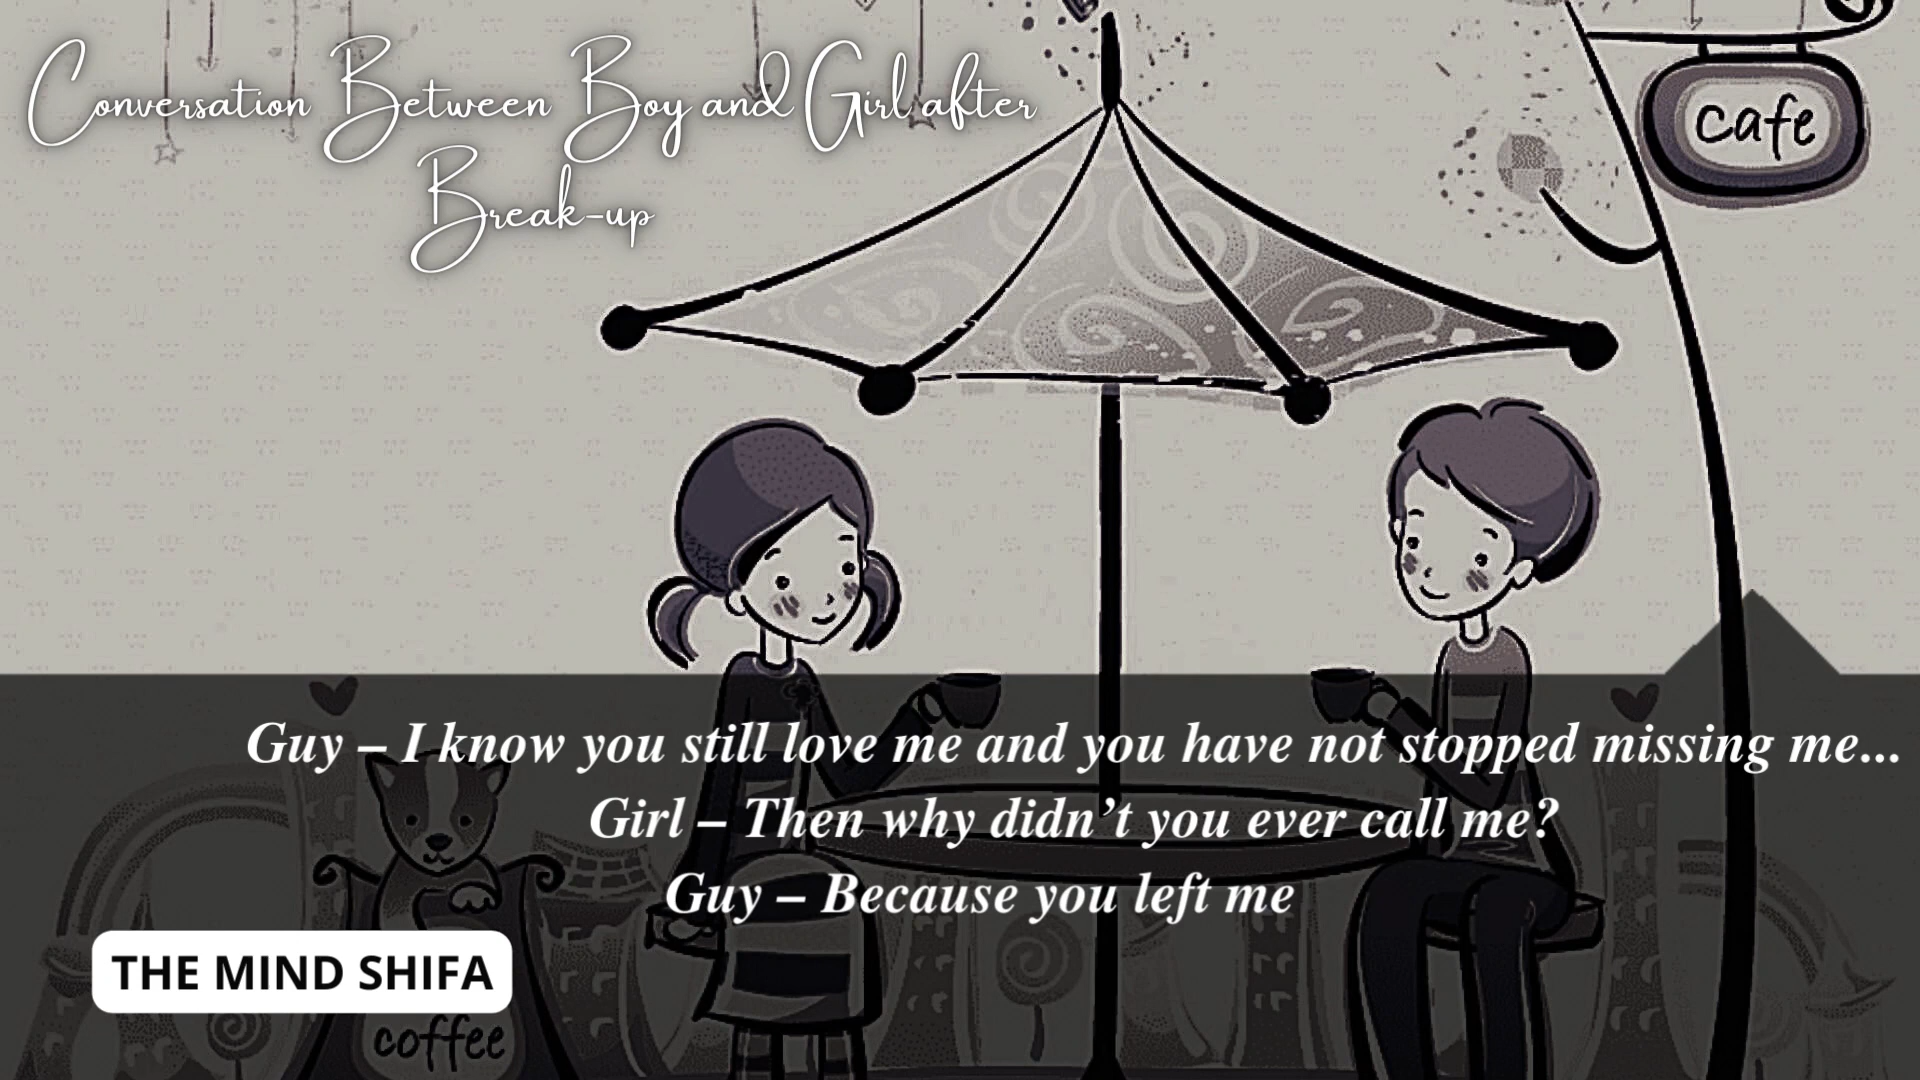 Conversation Between Boy and Girl after
Break-up
cafe
Guy – I know you still love me and you have not stopped missing me...
Girl – Then why didn’t you ever call me?
Guy – Because you left me
THE MIND SHIFA
coffee